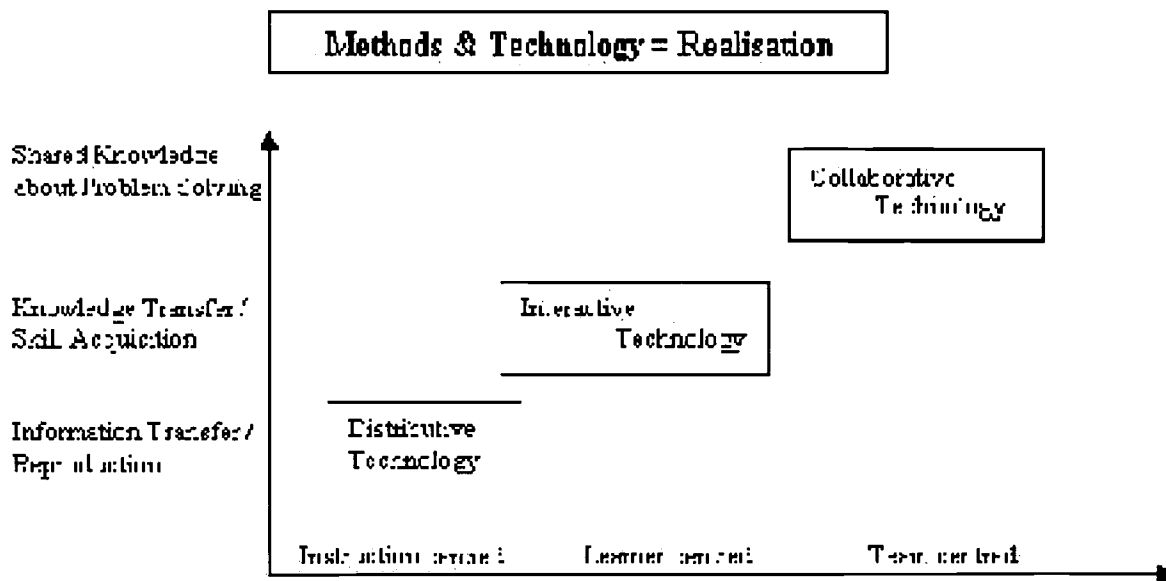 Methods & Technology = Realisation
Shared Knowledge
about Problem Solving
Collaborative
Technology
Knowledge Transfer /
Skill Acquisition
Interactive
Technology
Information Transfer /
Reproduction
Distributive
Technology
Instruction centred Learner centred Team centred